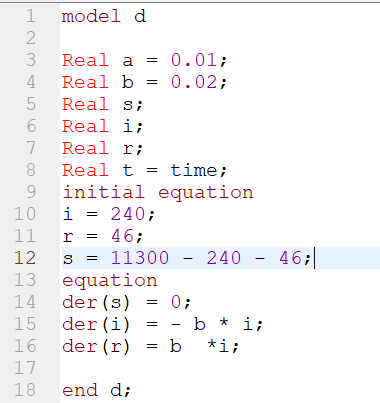 1 model d
2
3 Real a = 0.01;
4 Real b = 0.02;
5 Real s;
6 Real i;
7 Real r;
8 Real t = time;
9 initial equation
10 i = 240;
11 r = 46;
12 s = 11300 - 240 - 46;
13 equation
14 der(s) = 0;
15 der(i) = - b * i;
16 der(r) = b  *i;
17
18 end d;